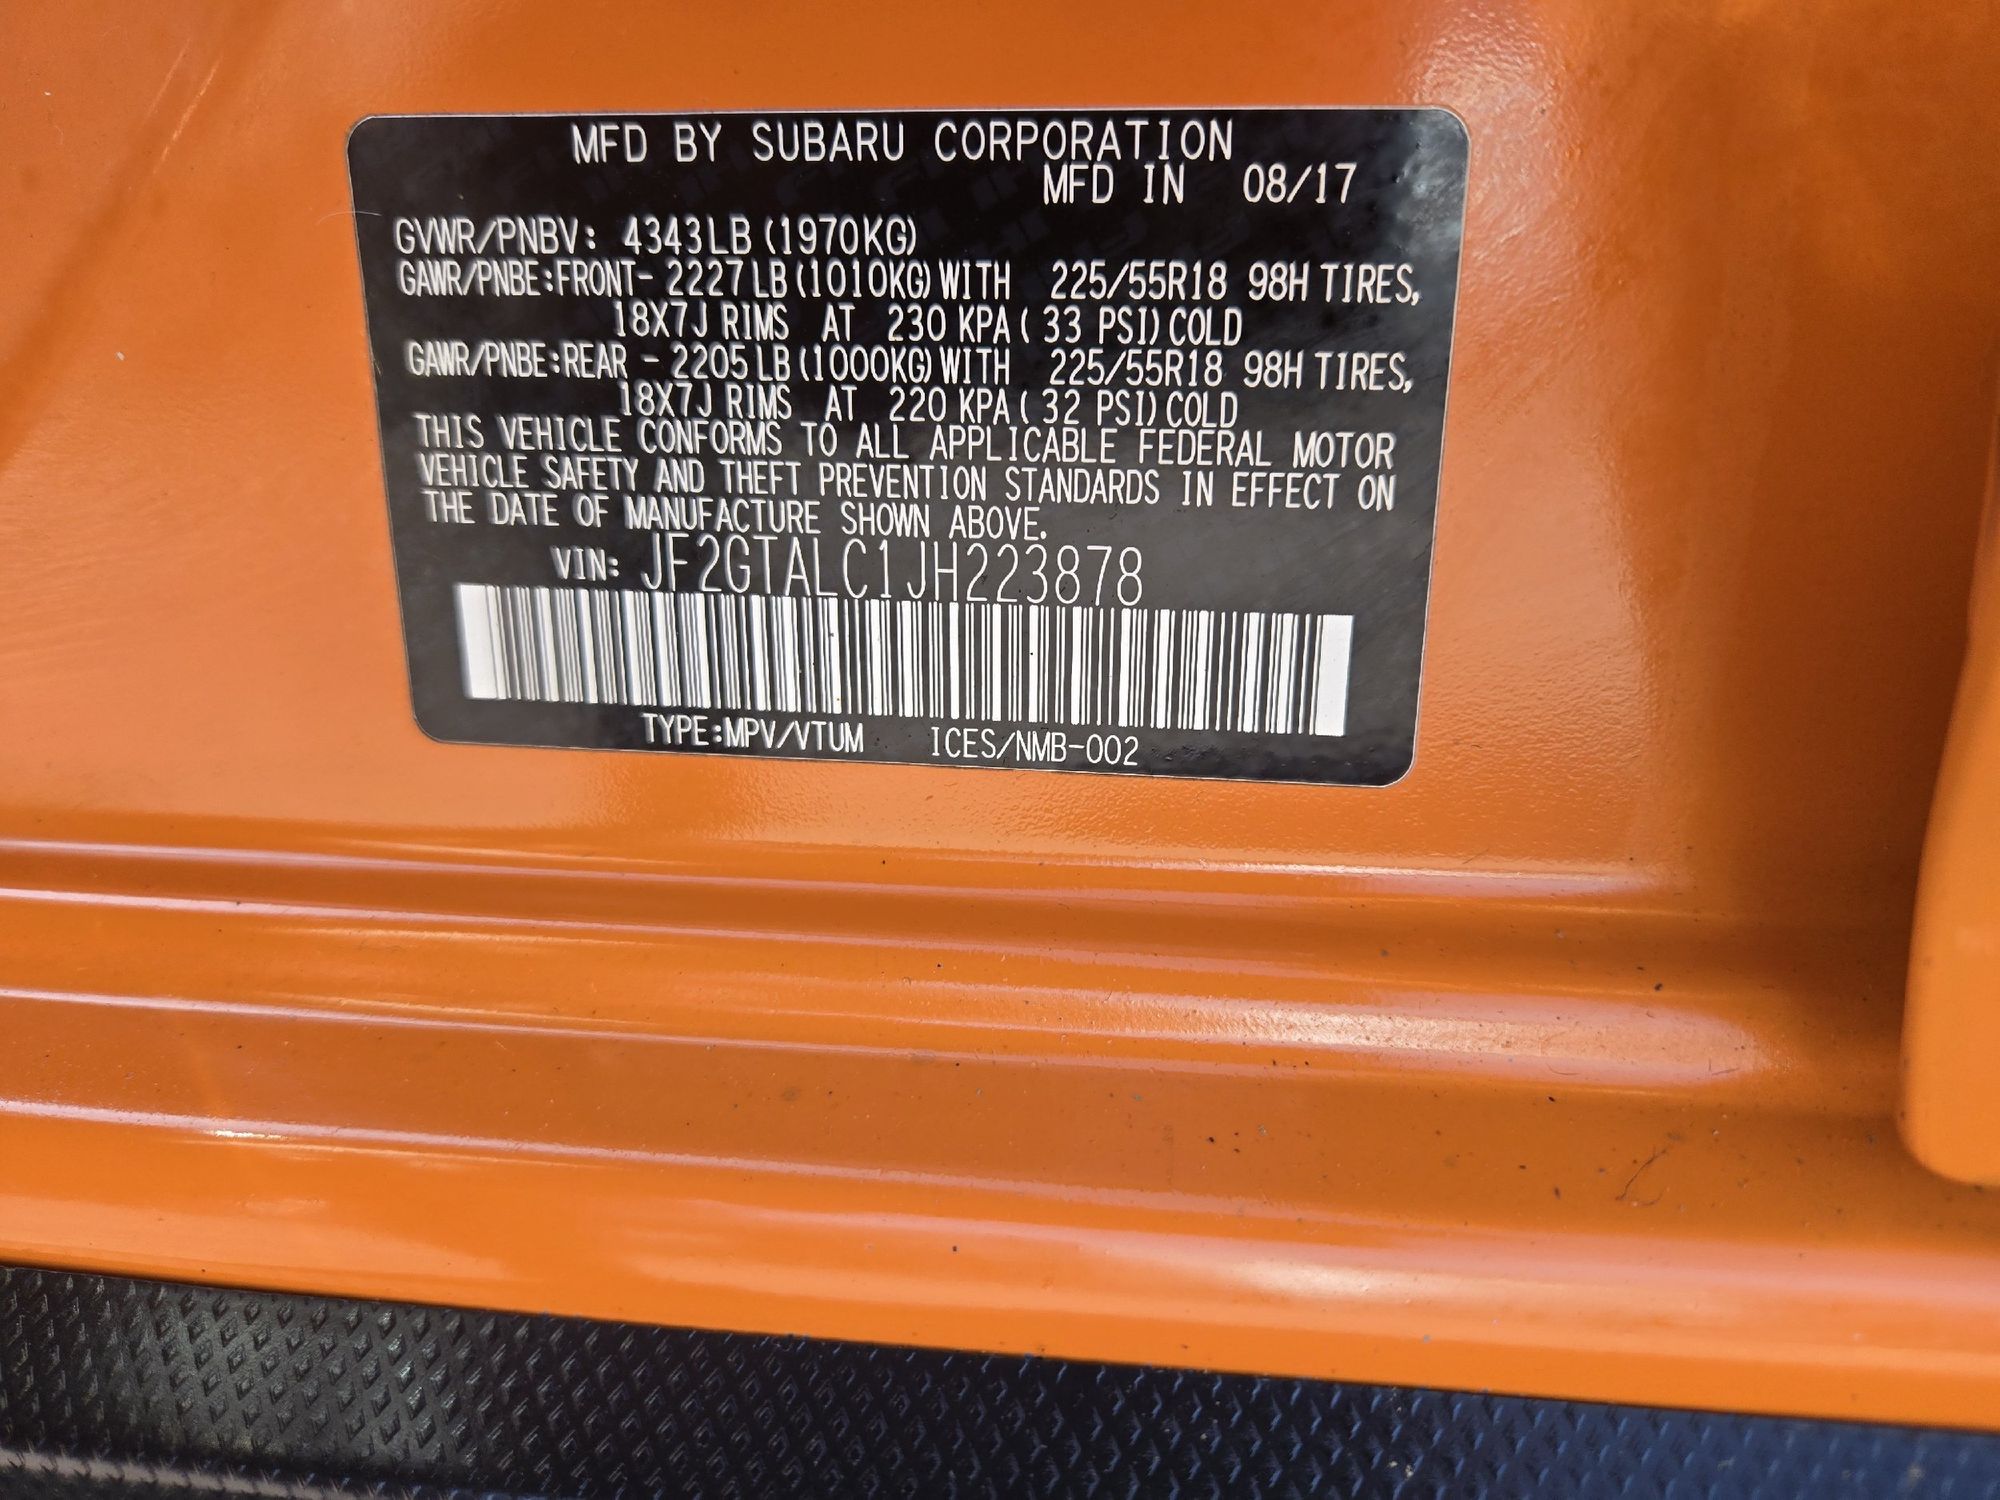 MFD BY SUBARU CORPORATION
MFD IN 08/17
GVWR/PNBV: 4343LB (1970KG)
GAWR/PNBE:FRONT- 2227 LB (1010KG) WITH 225/55R18 98H TIRES,
18X7J RIMS AT 230 KPA ( 33 PSI) COLD
GAWR/PNBE:REAR - 2205 LB (1000KG) WITH 225/55R18 98H TIRES,
18X7J RIMS AT 220 KPA ( 32 PSI) COLD
THIS VEHICLE CONFORMS TO ALL APPLICABLE FEDERAL MOTOR
VEHICLE SAFETY AND THEFT PREVENTION STANDARDS IN EFFECT ON
THE DATE OF MANUFACTURE SHOWN ABOVE.
VIN: JF2GTALC1JH223878
TYPE:MPV/VTUM ICES/NMB-002